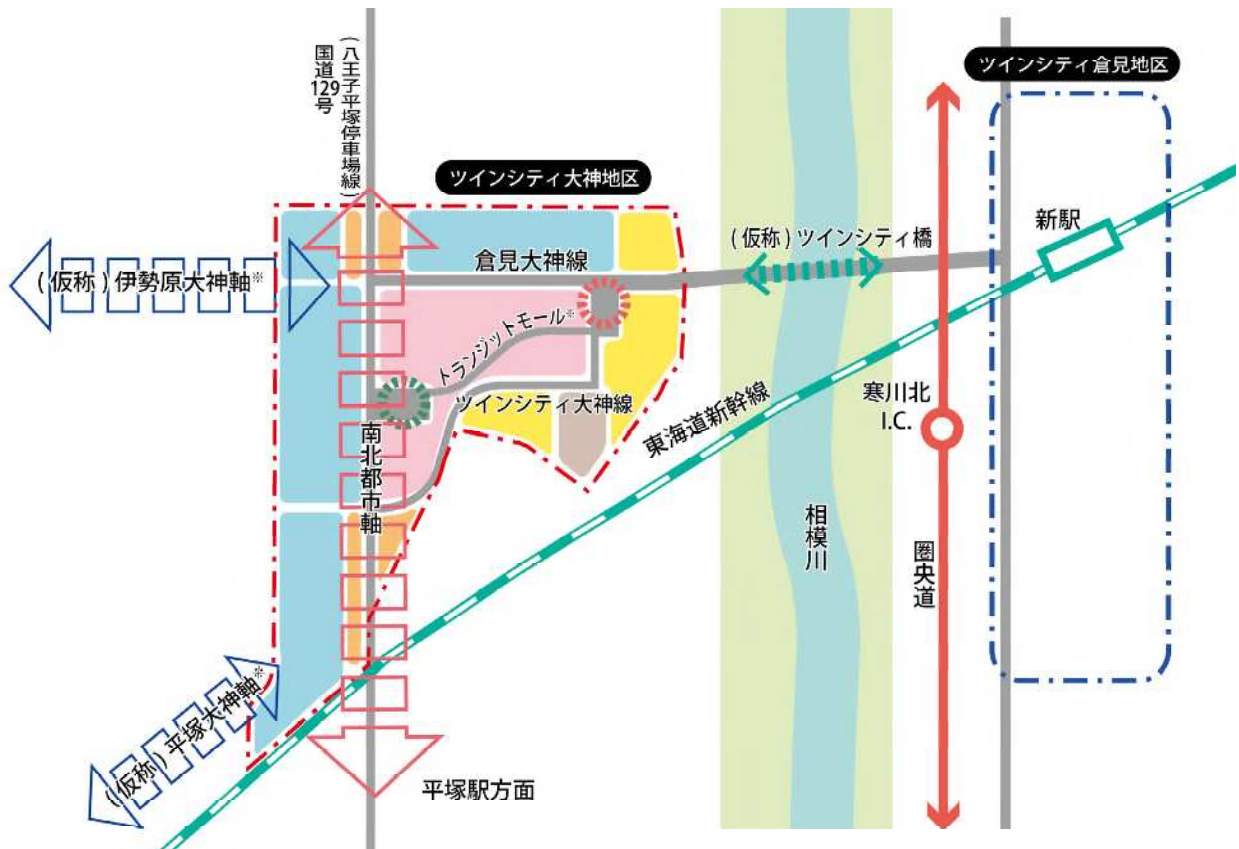 (八王子平塚停車場線)
国道129号
ツインシティ倉見地区
ツインシティ大神地区
新駅
(仮称)ツインシティ橋
倉見大神線
(仮称)伊勢原大神軸※
トランジットモール※
ツインシティ大神線
東海道新幹線
寒川北
I.C.
南北都市軸
相模川
圏央道
(仮称)平塚大神軸※
平塚駅方面